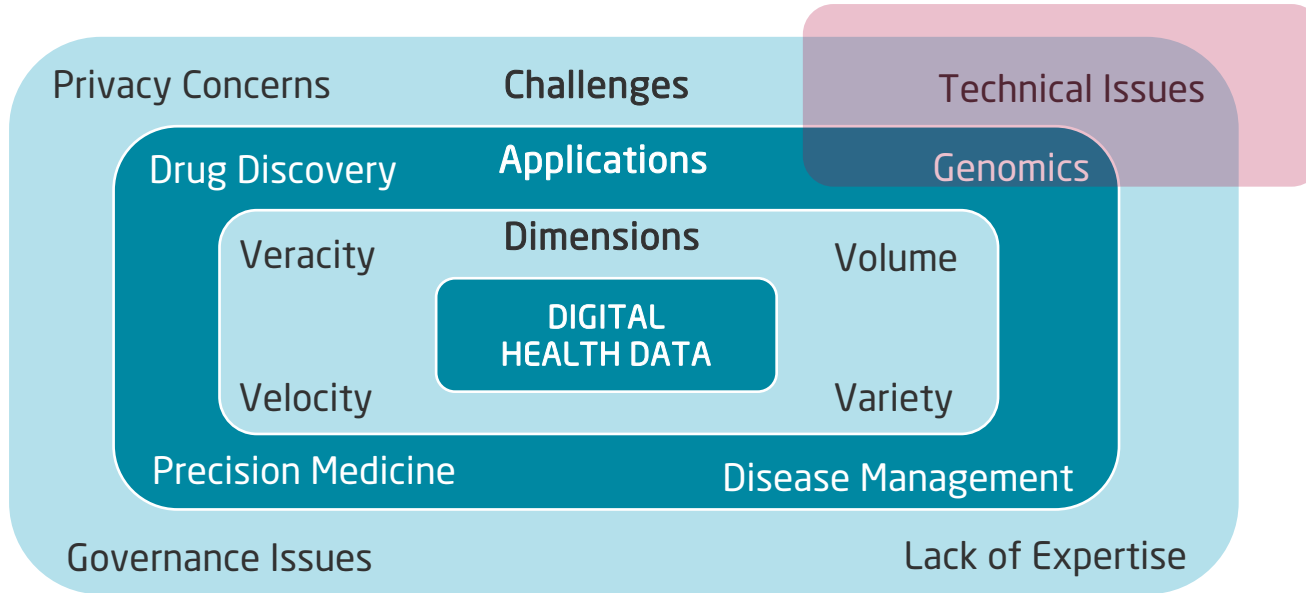 Privacy Concerns
Challenges
Technical Issues
Drug Discovery
Applications
Genomics
Veracity
Dimensions
Volume
DIGITAL
HEALTH DATA
Velocity
Variety
Precision Medicine
Disease Management
Governance Issues
Lack of Expertise